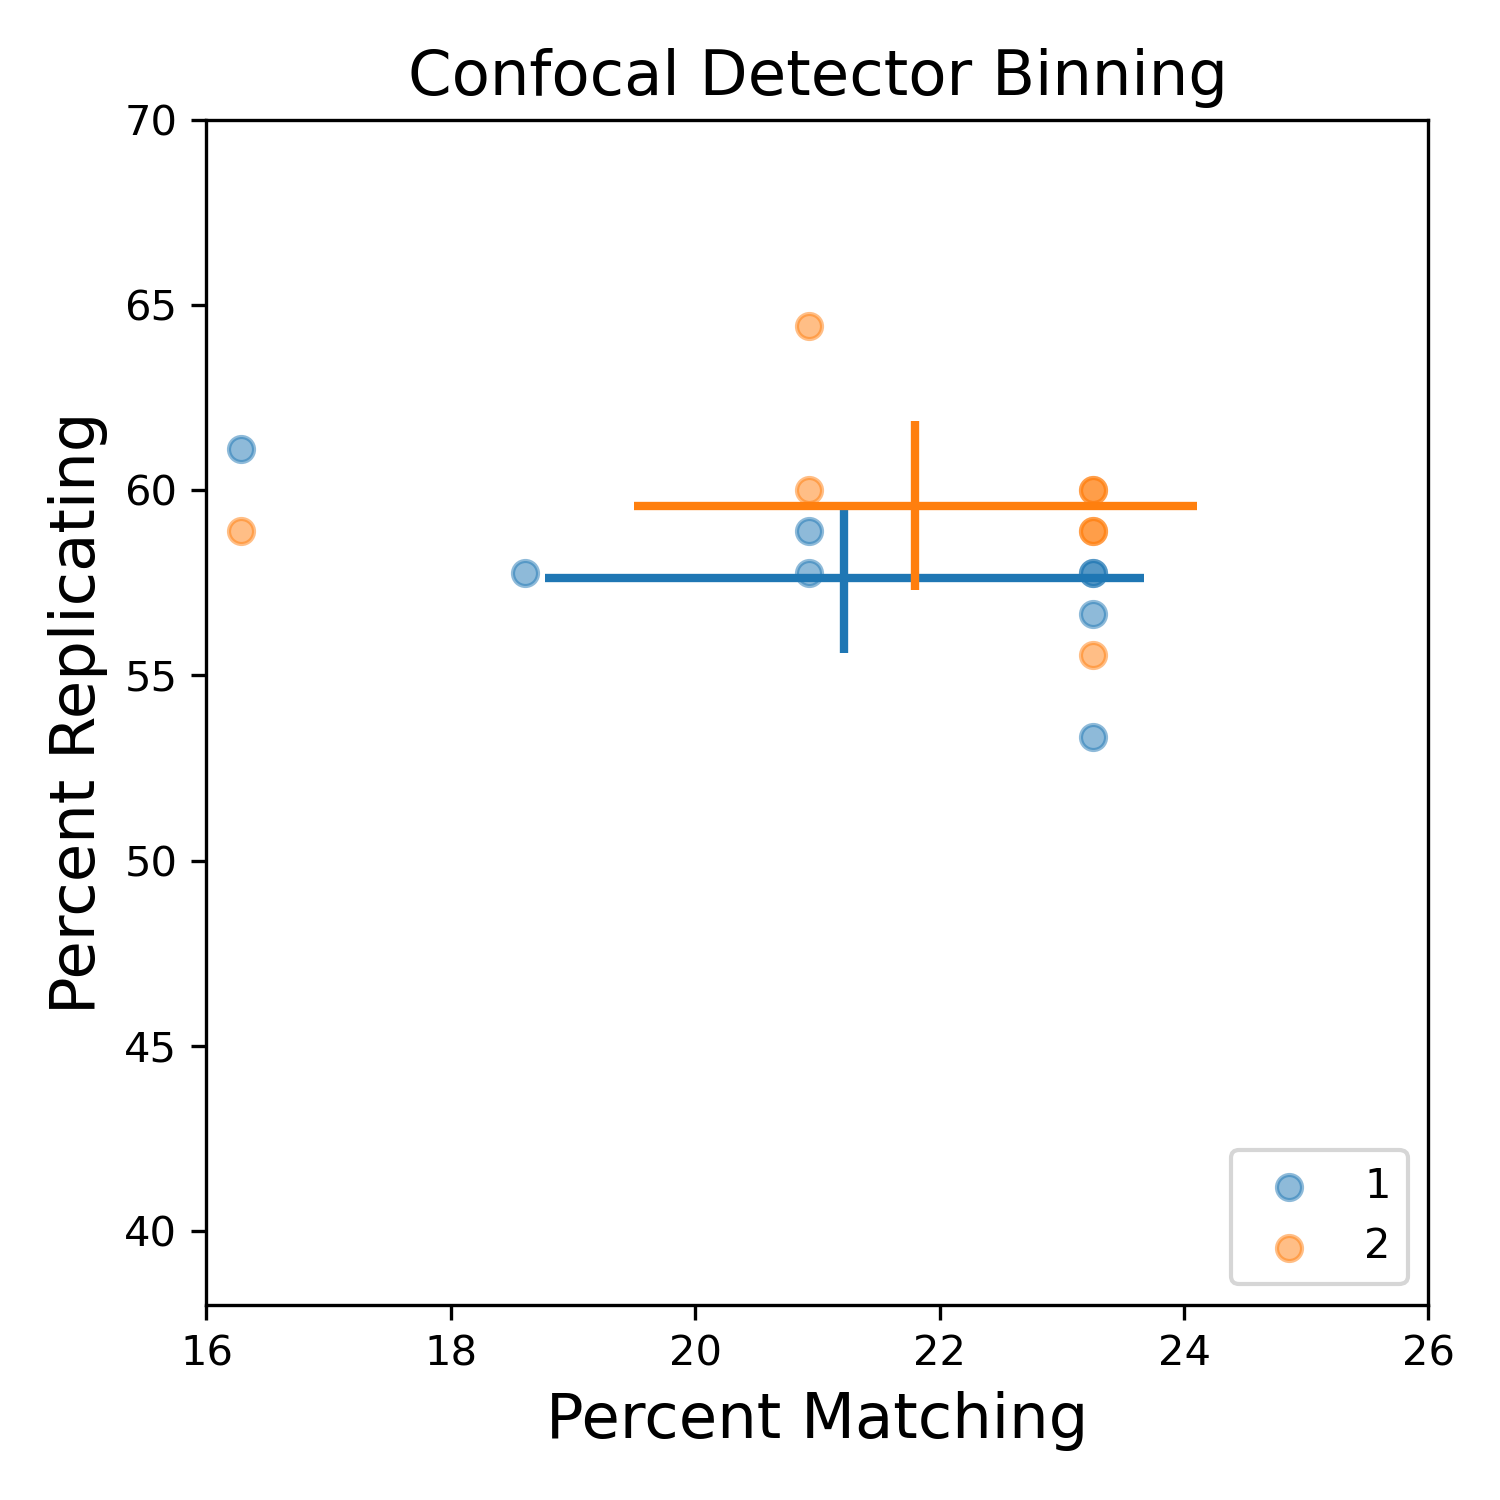 Confocal Detector Binning
70
65
60
55
50
45
40
Percent Replicating
1
2
16 18 20 22 24 26
Percent Matching